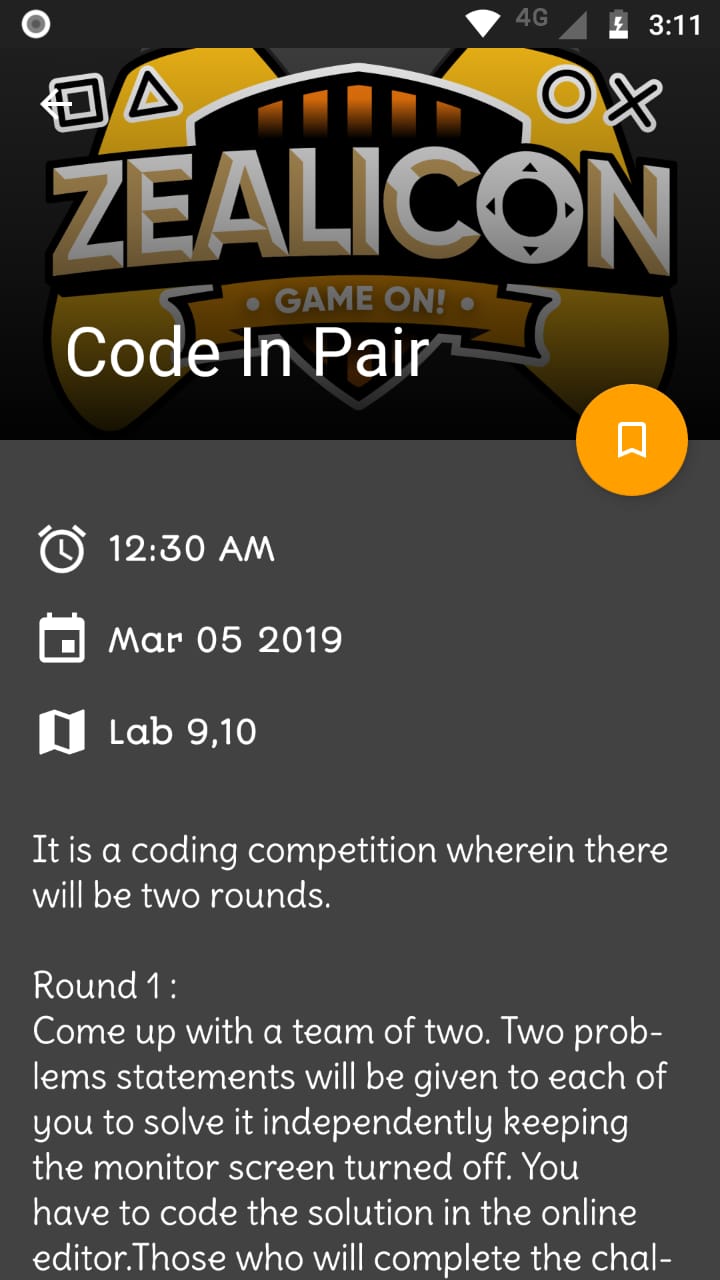 4G 3:11
ZEALICON
• GAME ON! •
Code In Pair
12:30 AM
Mar 05 2019
Lab 9,10
It is a coding competition wherein there
will be two rounds.
Round 1 :
Come up with a team of two. Two prob-
lems statements will be given to each of
you to solve it independently keeping
the monitor screen turned off. You
have to code the solution in the online
editor.Those who will complete the chal-